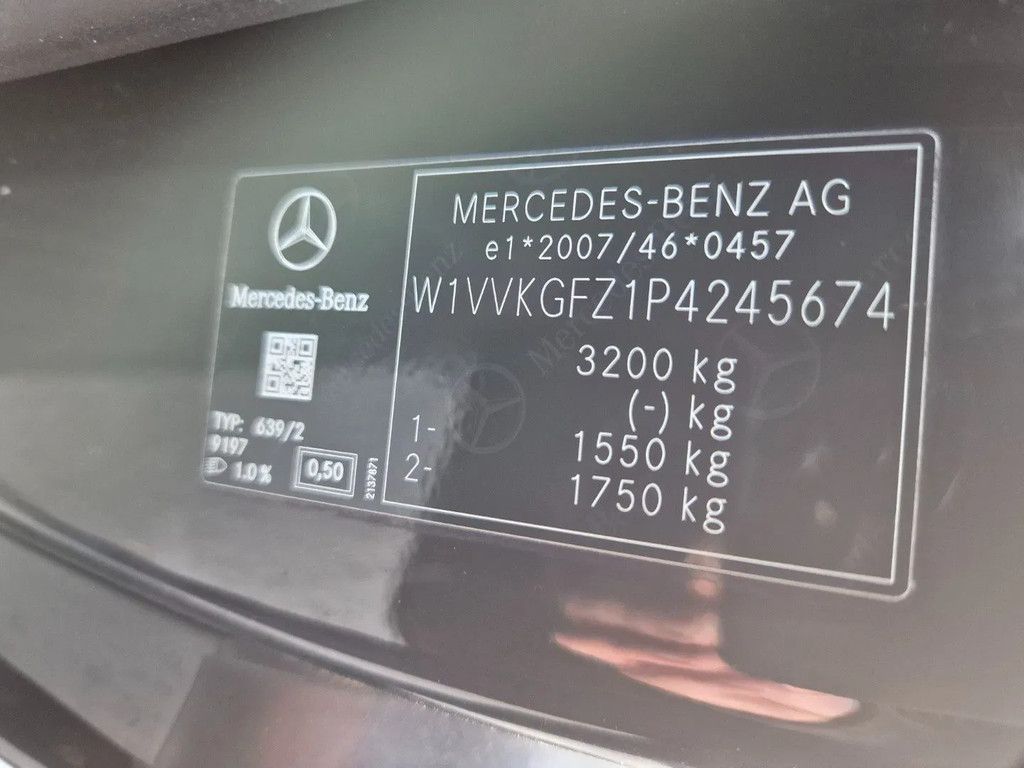 Mercedes-Benz
TYP: 639/2
9197
1.0%
0,50
2137871
MERCEDES-BENZ AG
e1*2007/46*0457
W1VVKGFZ1P4245674
3200 kg
(-) kg
1- 1550 kg
2- 1750 kg